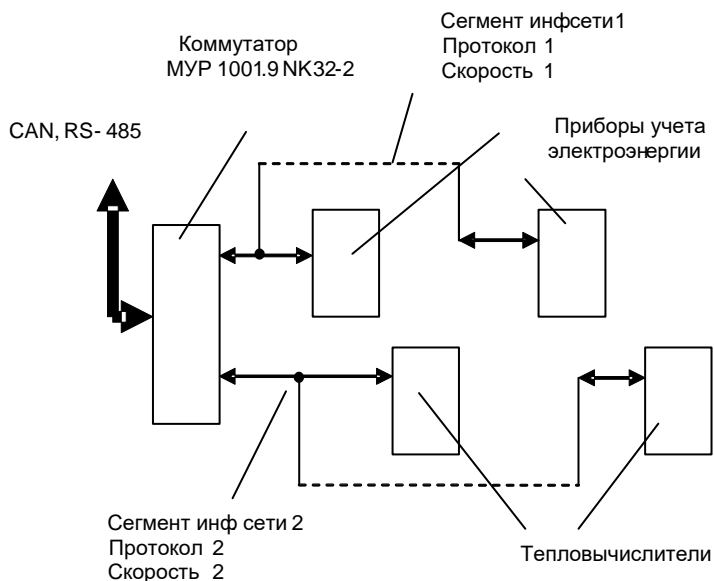 Сегмент инфсети1
Протокол 1
Скорость 1
Коммутатор
МУР 1001.9 NK32-2
CAN, RS- 485
Приборы учета
электроэнергии
Сегмент инф сети 2
Протокол 2
Скорость 2
Тепловычислители